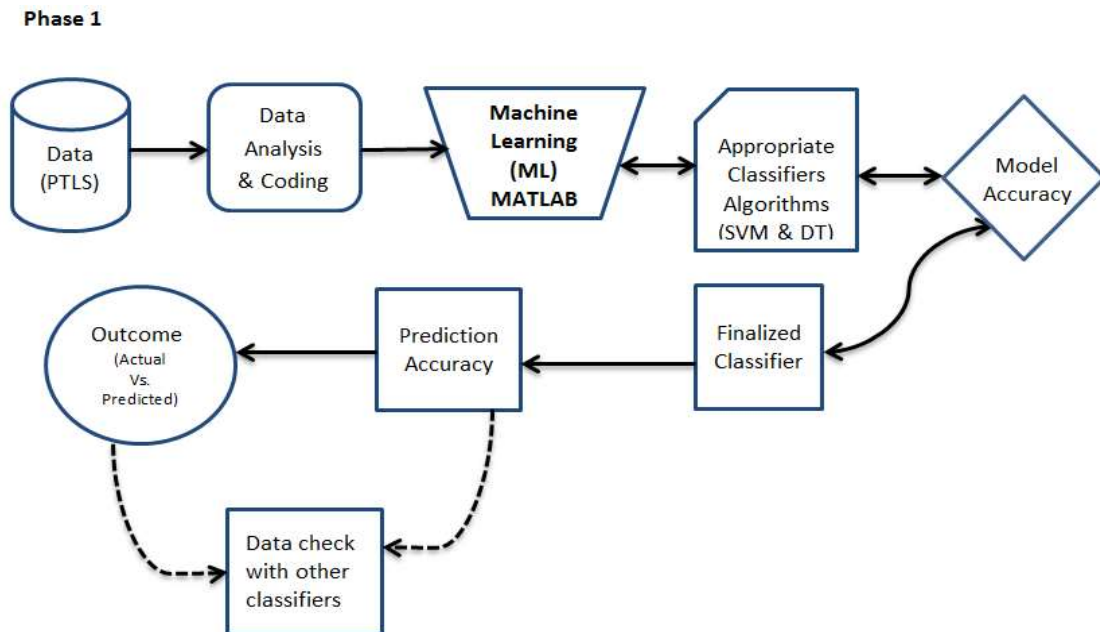 Phase 1
Data
(PTLS)
Data
Analysis
& Coding
Machine
Learning
(ML)
MATLAB
Appropriate
Classifiers
Algorithms
(SVM & DT)
Model
Accuracy
Outcome
(Actual
Vs.
Predicted)
Prediction
Accuracy
Finalized
Classifier
Data check
with other
classifiers